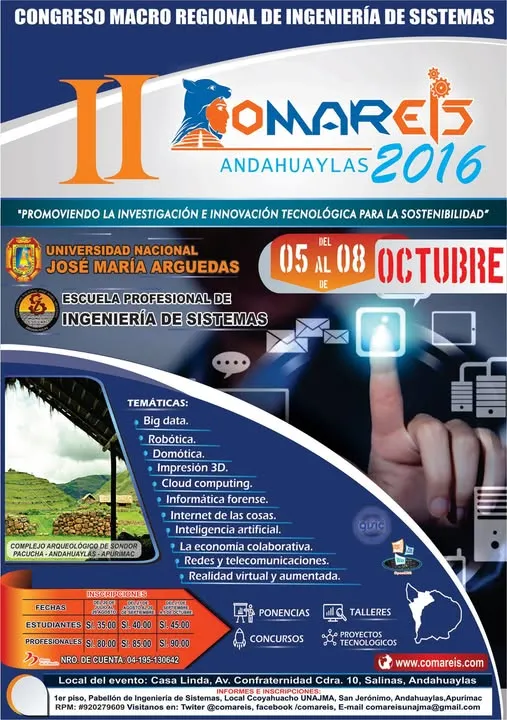 CONGRESO MACRO REGIONAL DE INGENIERÍA DE SISTEMAS
II
COMAREIS
ANDAHUAYLAS 2016
"PROMOVIENDO LA INVESTIGACIÓN E INNOVACIÓN TECNOLÓGICA PARA LA SOSTENIBILIDAD"
UNIVERSIDAD NACIONAL
JOSÉ MARÍA ARGUEDAS
DEL
05 AL 08
DE
OCTUBRE
ESCUELA PROFESIONAL DE
INGENIERÍA DE SISTEMAS
TEMÁTICAS:
Big data.
Robótica.
Domótica.
Impresión 3D.
Cloud computing.
Informática forense.
Internet de las cosas.
Inteligencia artificial.
La economía colaborativa.
Redes y telecomunicaciones.
Realidad virtual y aumentada.
COMPLEJO ARQUEOLÓGICO DE SONDOR
PACUCHA - ANDAHUAYLAS - APURIMAC
INSCRIPCIONES
FECHAS
ESTUDIANTES S/. 35.00 S/. 40.00 S/. 45.00
PROFESIONALES S/. 80.00 S/. 85.00 S/. 90.00
NRO. DE CUENTA: 04-195-130642
PONENCIAS
TALLERES
CONCURSOS
PROYECTOS
TECNOLÓGICOS
www.comareis.com
Local del evento: Casa Linda, Av. Confraternidad Cdra. 10, Salinas, Andahuaylas
INFORMES E INSCRIPCIONES:
1er piso, Pabellón de Ingeniería de Sistemas, Local Ccoyahuacho UNAJMA, San Jerónimo, Andahuaylas,Apurimac
RPM: #920279609 Visitanos en: Twiter @comareis, facebook /comareis, E-mail comareisunajma@gmail.com